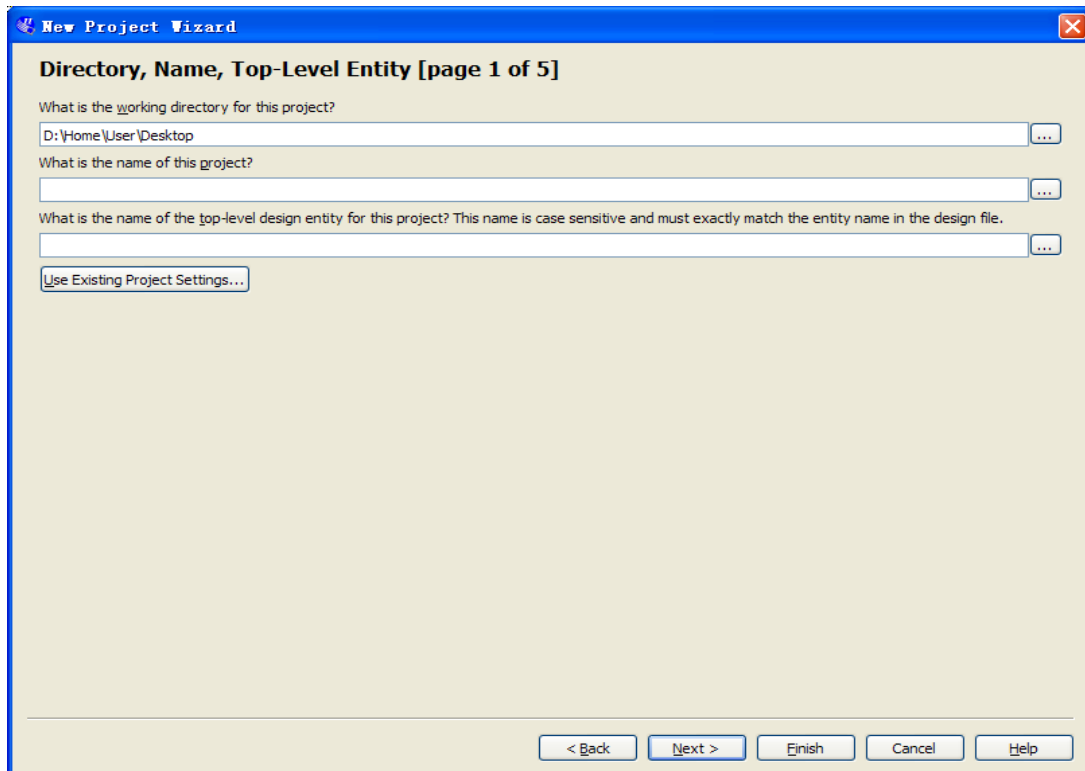 New Project Wizard
Directory, Name, Top-Level Entity [page 1 of 5]
What is the working directory for this project?
D:\Home\User\Desktop
...
What is the name of this project?
...
What is the name of the top-level design entity for this project? This name is case sensitive and must exactly match the entity name in the design file.
...
Use Existing Project Settings...
< Back Next > Finish Cancel Help